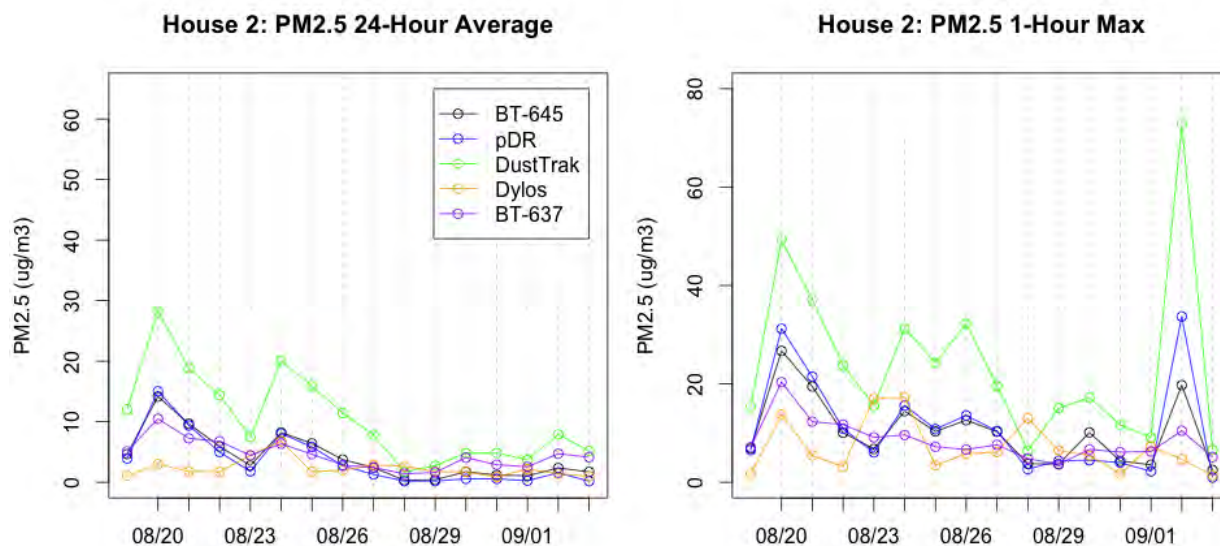 House 2: PM2.5 24-Hour Average
60
50
40
30
20
10
0
PM2.5 (ug/m3)
BT-645
pDR
DustTrak
Dylos
BT-637
08/20 08/23 08/26 08/29 09/01
House 2: PM2.5 1-Hour Max
80
60
40
20
0
PM2.5 (ug/m3)
08/20 08/23 08/26 08/29 09/01